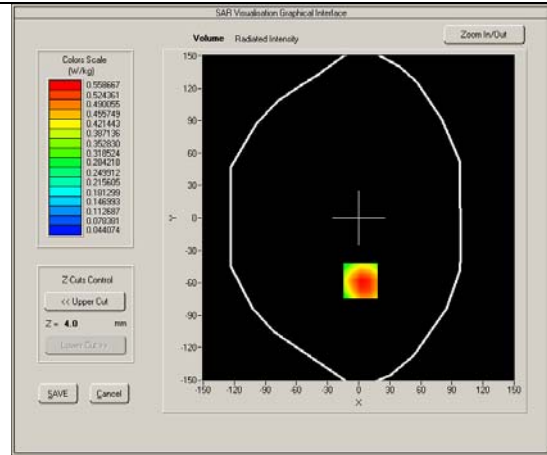 SAR Visualisation Graphical Interface
Volume Radiated Intensity
Zoom In/Out
Colors Scale
(W/kg)
0.558667
0.524361
0.490055
0.455749
0.421443
0.387136
0.352830
0.318524
0.284218
0.249912
0.215605
0.181299
0.146993
0.112687
0.078381
0.044074
Z Cuts Control
<< Upper Cut
Z = 4.0 mm
Lower Cut >>
SAVE
Cancel
150
120
90
60
30
0
-30
-60
-90
-120
-150
Y
-150 -120 -90 -60 -30 0 30 60 90 120 150
X